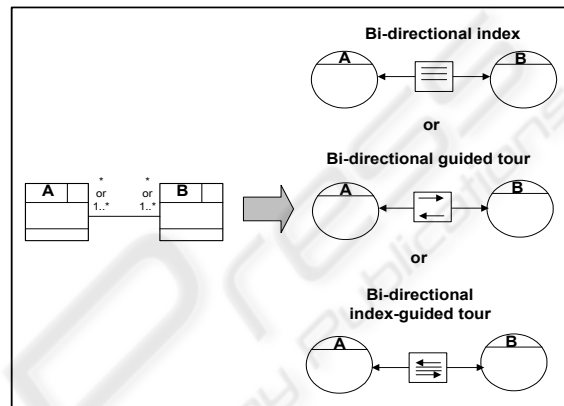 Bi-directional index
A
B
or
Bi-directional guided tour
A
B
* *
or or
1..* 1..*
A
B
or
Bi-directional
index-guided tour
A
B